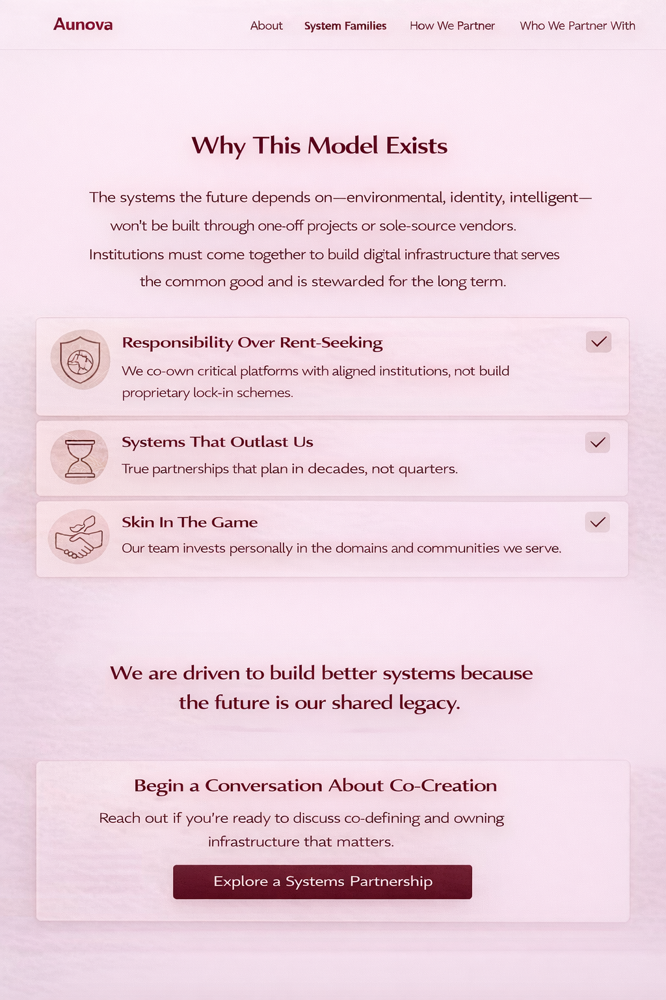 Aunova
About
System Families
How We Partner
Who We Partner With
Why This Model Exists
The systems the future depends on—environmental, identity, intelligent—
won't be built through one-off projects or sole-source vendors.
Institutions must come together to build digital infrastructure that serves
the common good and is stewarded for the long term.
Responsibility Over Rent-Seeking
We co-own critical platforms with aligned institutions, not build
proprietary lock-in schemes.
Systems That Outlast Us
True partnerships that plan in decades, not quarters.
Skin In The Game
Our team invests personally in the domains and communities we serve.
We are driven to build better systems because
the future is our shared legacy.
Begin a Conversation About Co-Creation
Reach out if you're ready to discuss co-defining and owning
infrastructure that matters.
Explore a Systems Partnership